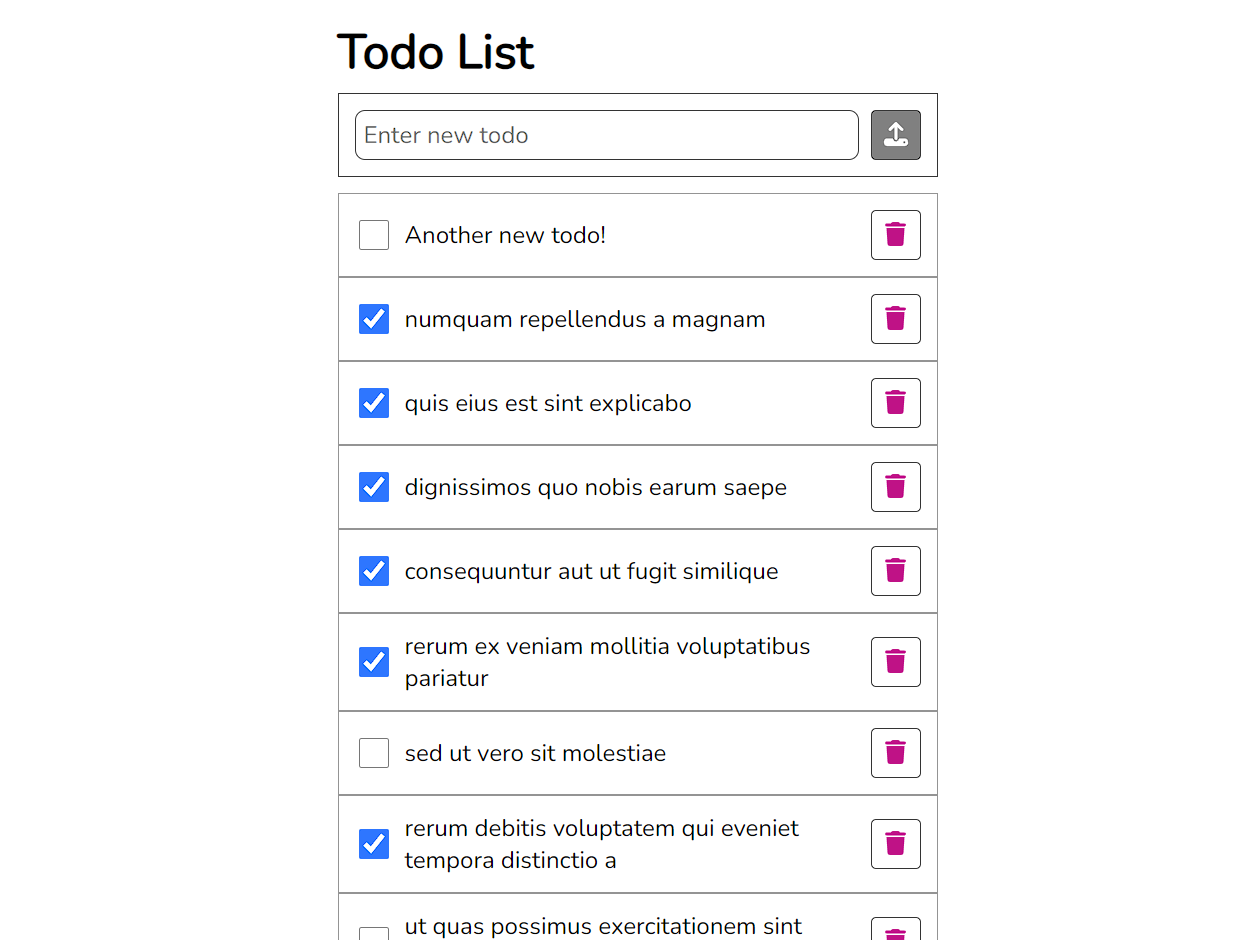 Todo List
Enter new todo
Another new todo!
numquam repellendus a magnam
quis eius est sint explicabo
dignissimos quo nobis earum saepe
consequuntur aut ut fugit similique
rerum ex veniam mollitia voluptatibus
pariatur
sed ut vero sit molestiae
rerum debitis voluptatem qui eveniet
tempora distinctio a
ut quas possimus exercitationem sint